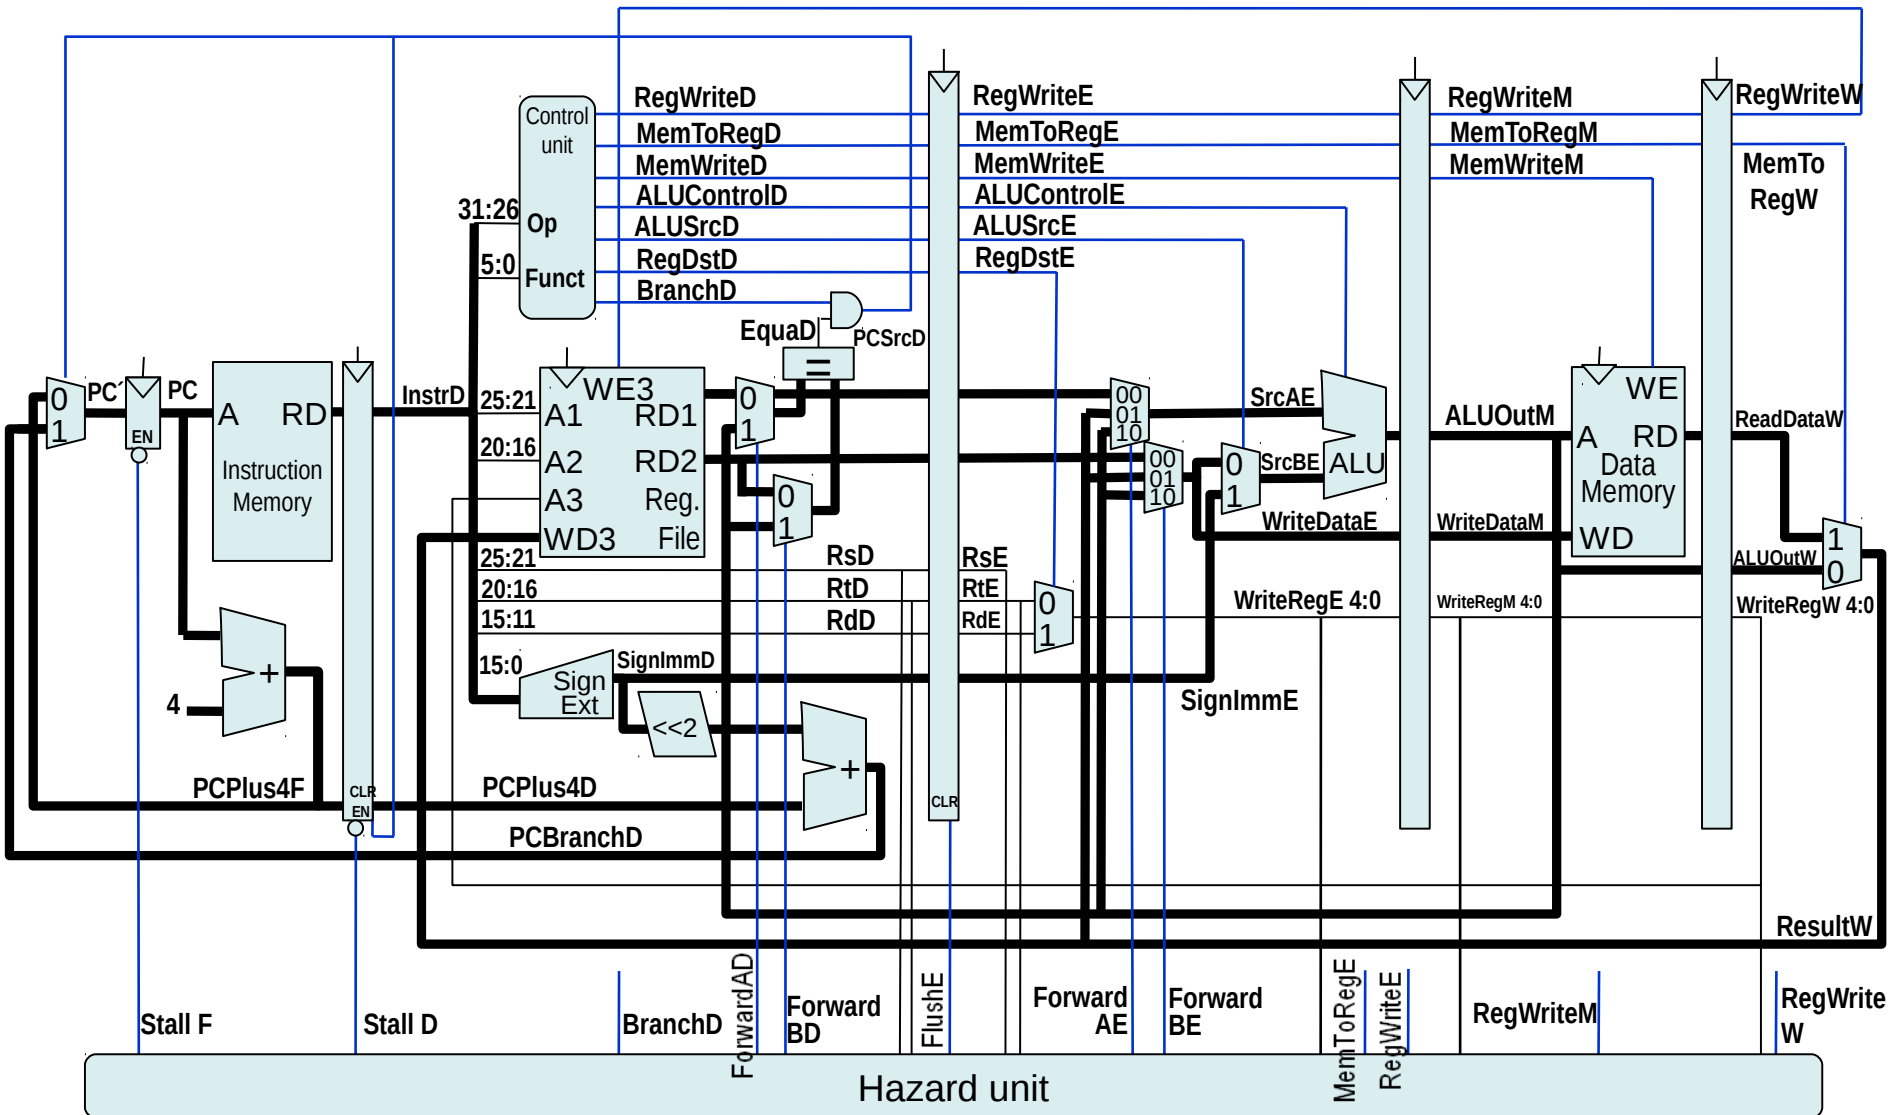 RegWriteD
RegWriteE
RegWriteM
RegWriteW
Control
unit
MemToRegD
MemToRegE
MemToRegM
MemWriteD
MemWriteE
MemWriteM
MemTo
RegW
ALUControlD
ALUControlE
31:26
Op
ALUSrcD
ALUSrcE
5:0
Funct
RegDstD
RegDstE
BranchD
EquaD
PCSrcD
=
0
1
PC´
PC
EN
A
RD
Instruction
Memory
InstrD
25:21
20:16
WE3
A1
RD1
A2
RD2
A3
Reg.
WD3
File
0
1
0
1
00
01
10
00
01
10
SrcAE
0
1
SrcBE
ALU
ALUOutM
WE
A
RD
Data
Memory
WD
ReadDataW
WriteDataE
WriteDataM
1
0
ALUOutW
25:21
RsD
RsE
20:16
RtD
RtE
15:11
RdD
RdE
0
1
WriteRegE 4:0
WriteRegM 4:0
WriteRegW 4:0
15:0
Sign
Ext
SignImmD
SignImmE
<<2
4
+
+
PCPlus4F
CLR
EN
PCPlus4D
CLR
PCBranchD
ResultW
Stall F
Stall D
BranchD
ForwardAD
Forward
BD
FlushE
Forward
AE
Forward
BE
MemToRegE
RegWriteE
RegWriteM
RegWrite
W
Hazard unit